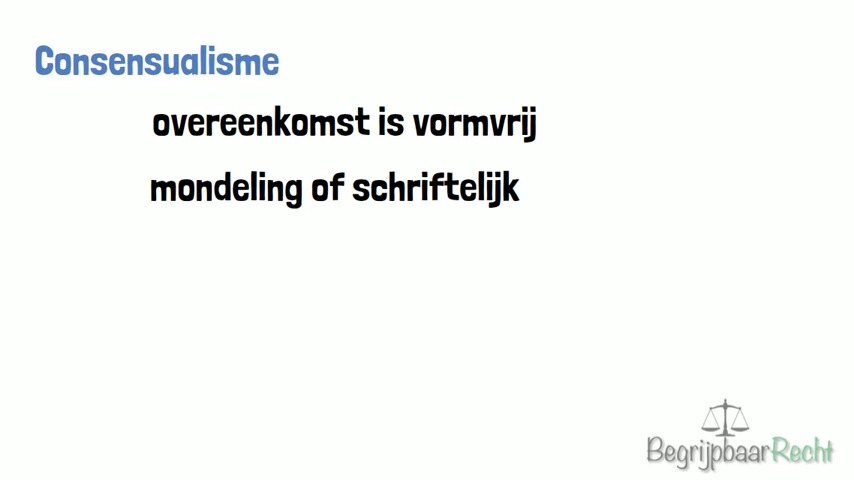 Consensualisme
overeenkomst is vormvrij
mondeling of schriftelijk
BegrijpbaarRecht